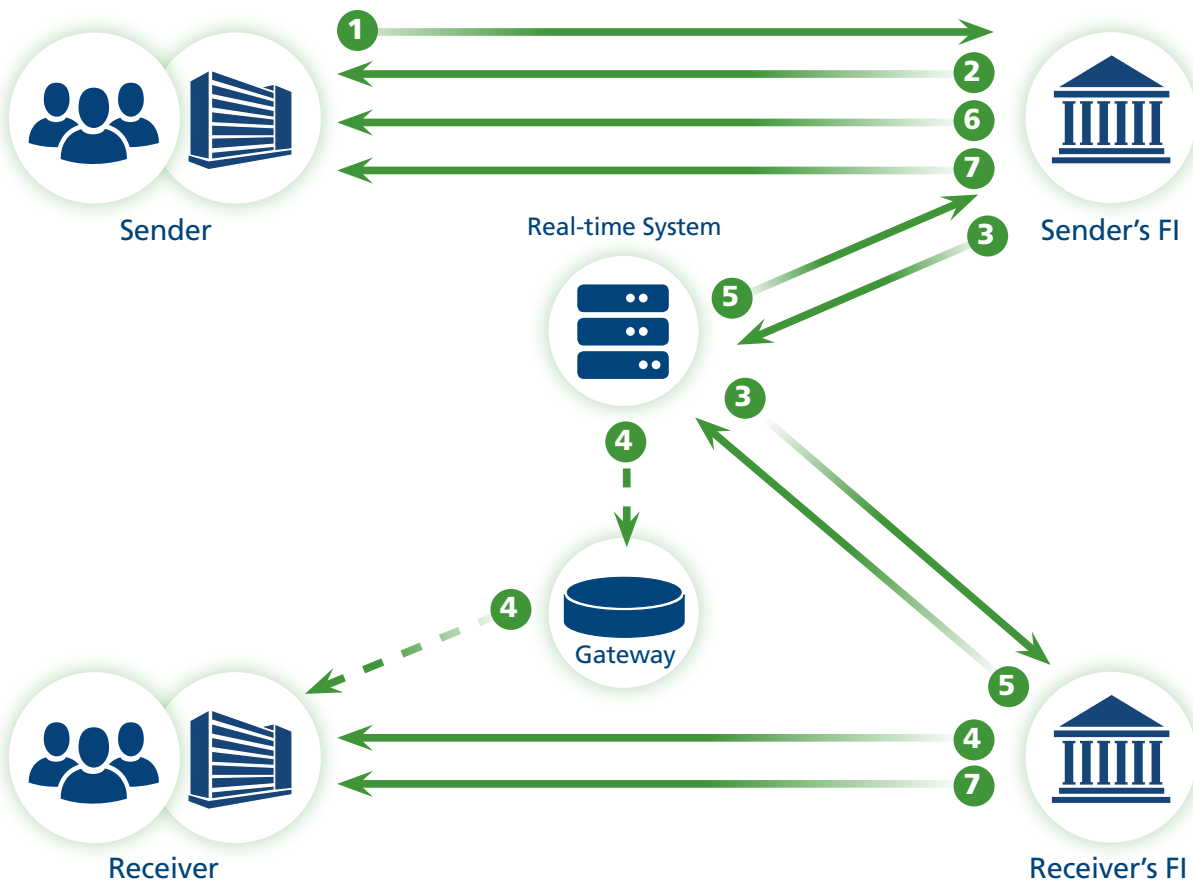 1
2
6
7
Sender
Real-time System
Sender’s FI
3
5
3
4
4
Gateway
5
4
7
Receiver
Receiver’s FI